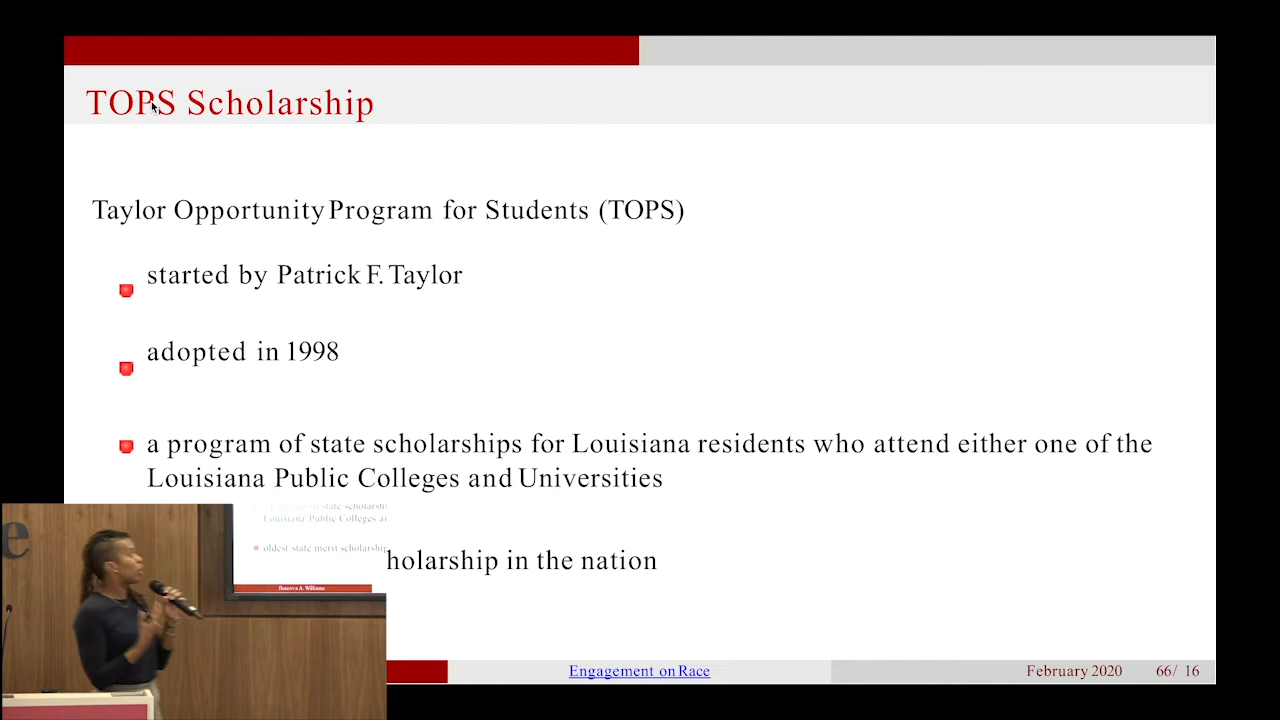 TOPS Scholarship
Taylor Opportunity Program for Students (TOPS)
started by Patrick F. Taylor
adopted in 1998
a program of state scholarships for Louisiana residents who attend either one of the
Louisiana Public Colleges and Universities
holarship in the nation
e
Louisiana Public Colleges a
oldest state merit scholarship
Engagement on Race
February 2020
66/ 16